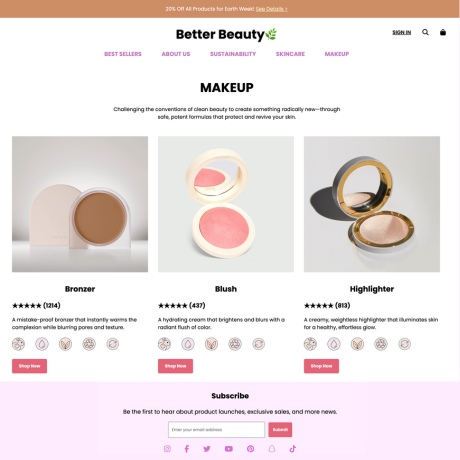 20% Off All Products for Earth Week! See Details >
Better Beauty
SIGN IN
BEST SELLERS ABOUT US SUSTAINABILITY SKINCARE MAKEUP
MAKEUP
Challenging the conventions of clean beauty to create something radically new—through
safe, potent formulas that protect and revive your skin.
Bronzer
★★★★★ (1214)
A mistake-proof bronzer that instantly warms the
complexion while blurring pores and texture.
Shop Now
Blush
★★★★★ (437)
A hydrating cream that brightens and blurs with a
radiant flush of color.
Shop Now
Highlighter
★★★★★ (813)
A creamy, weightless highlighter that illuminates skin
for a healthy, effortless glow.
Shop Now
Subscribe
Be the first to hear about product launches, exclusive sales, and more news.
Enter your email address
Submit